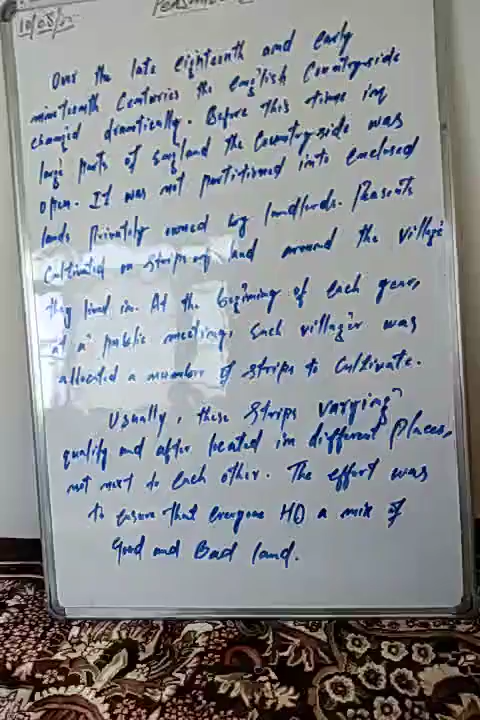 10/08/
Over the late eighteenth and early
nineteenth Centuries the english Countryside
changed dramatically. Before this time in
large parts of England the Countryside was
open. It was not partitioned into enclosed
lands privately owned by landlords. Peasents
Cultivated on strips of land around the village
they lived in. At the beginning of each year,
at a public meeting, each villager was
allocated a number of strips to Cultivate.
Usually, these strips varying
quality and after located in different places,
not next to each other. The effort was
to ensure that everyone HD a mix of
Good and Bad land.